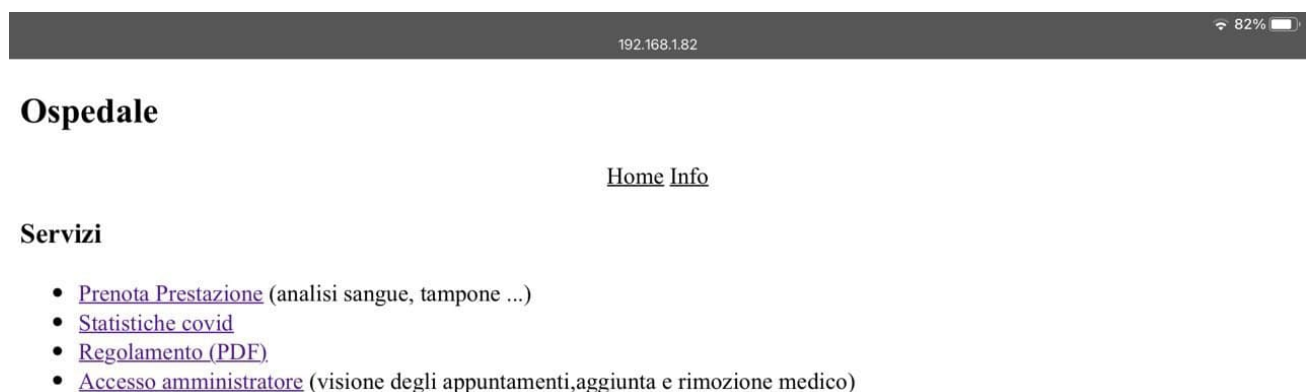 82%
192.168.1.82
Ospedale
Home Info
Servizi
Prenota Prestazione (analisi sangue, tampone ...)
Statistiche covid
Regolamento (PDF)
Accesso amministratore (visione degli appuntamenti,aggiunta e rimozione medico)